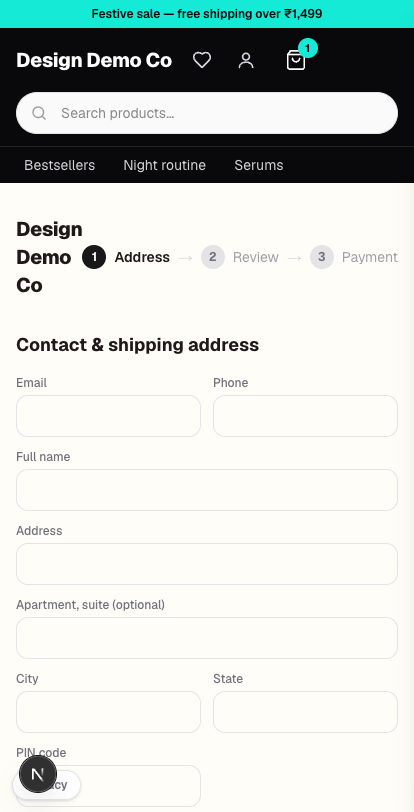 Festive sale — free shipping over ₹1,499
Design Demo Co
1
Search products...
Bestsellers Night routine Serums
Design Demo Co
1 Address → 2 Review → 3 Payment
Contact & shipping address
Email Phone
Full name
Address
Apartment, suite (optional)
City State
PIN code
N